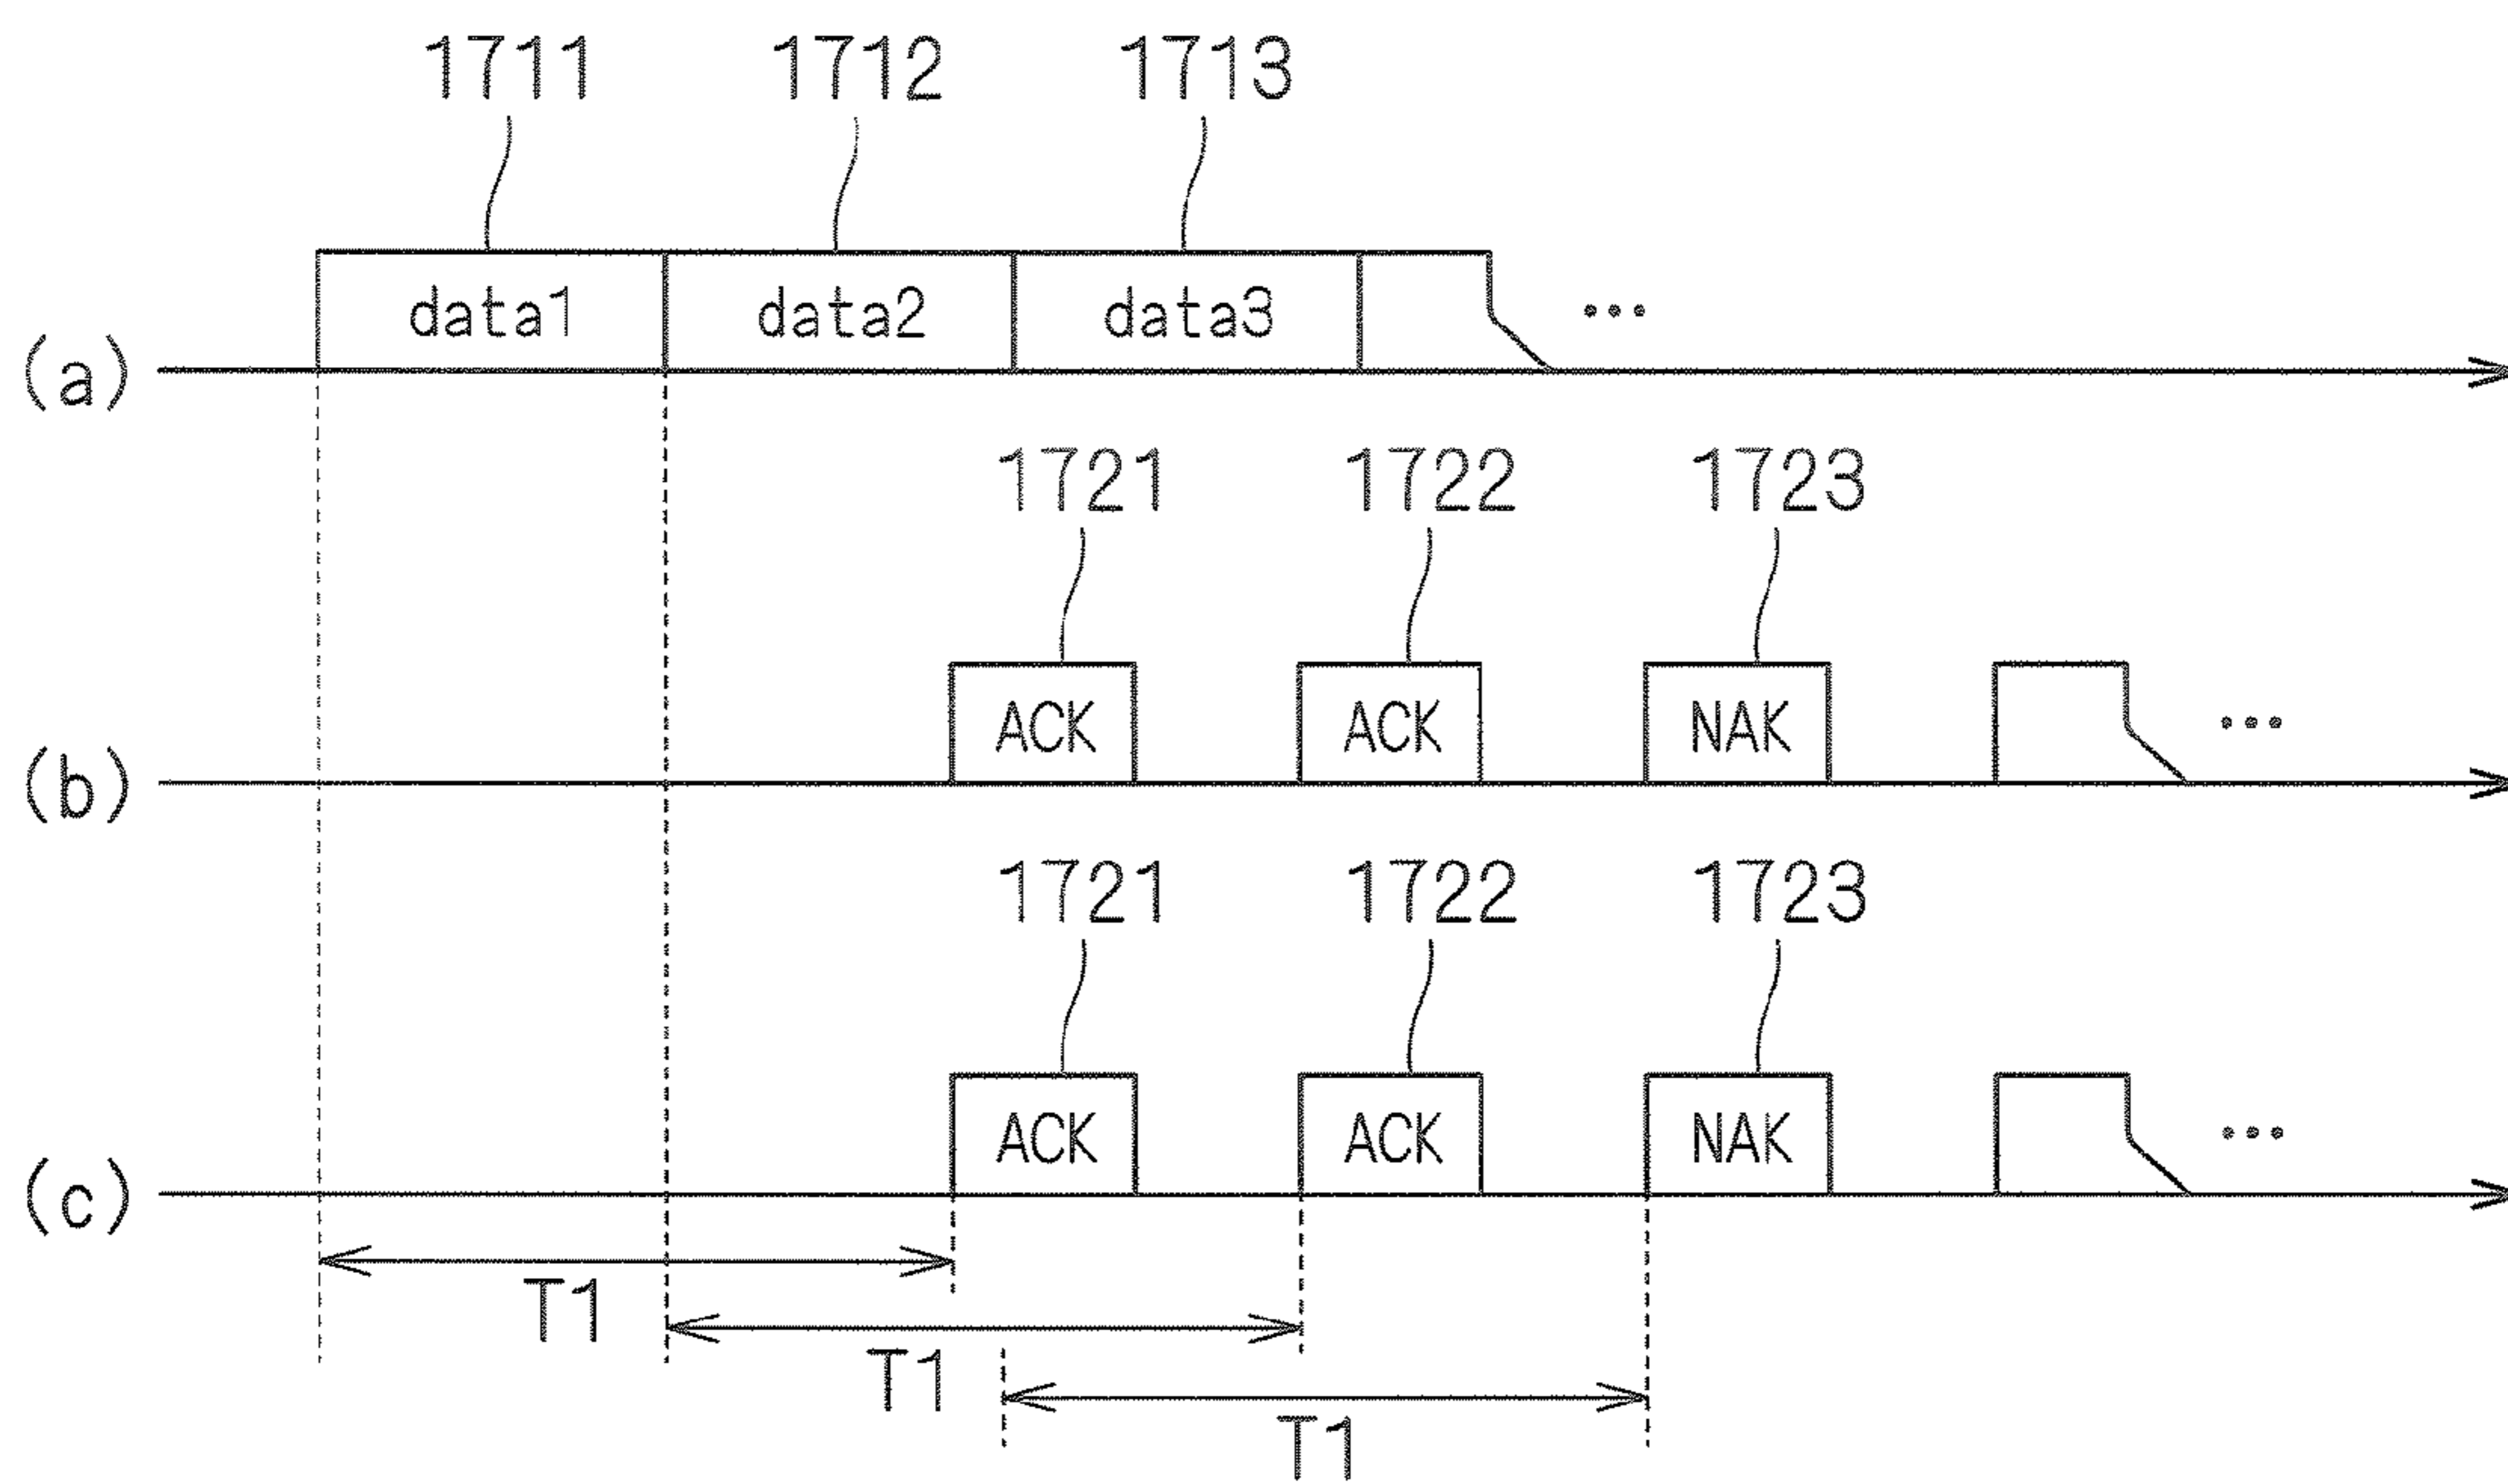 1711 1712 1713
data1 data2 data3 ...
(a)
1721 1722 1723
ACK ACK NAK ...
(b)
1721 1722 1723
ACK ACK NAK ...
(c)
T1
T1
T1